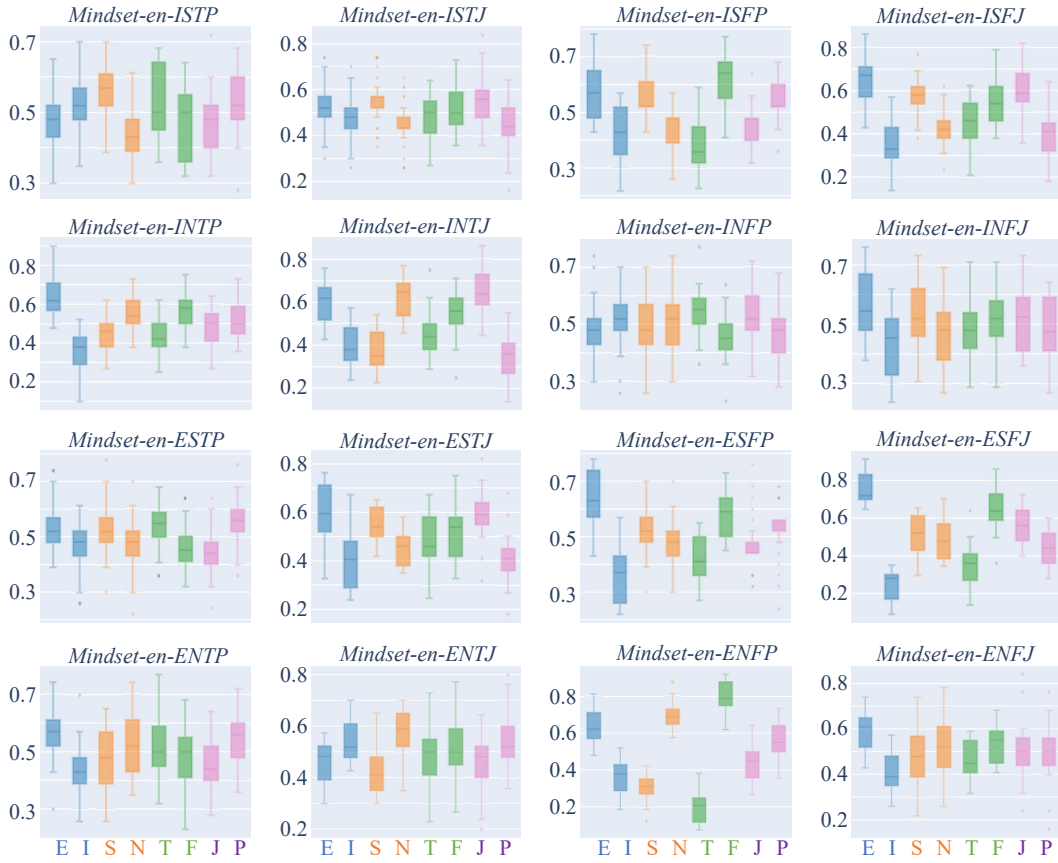 Mindset-en-ISTP Mindset-en-ISTJ Mindset-en-ISFP Mindset-en-ISFJ
0.7 0.8 0.7 0.8
0.5 0.6 0.5 0.6
0.3 0.4 0.3 0.4
0.2 0.2
Mindset-en-INTP Mindset-en-INTJ Mindset-en-INFP Mindset-en-INFJ
0.8 0.8 0.7 0.7
0.6 0.6 0.5 0.5
0.4 0.4 0.3 0.3
0.2 0.2
Mindset-en-ESTP Mindset-en-ESTJ Mindset-en-ESFP Mindset-en-ESFJ
0.7 0.8 0.7 0.8
0.5 0.6 0.5 0.6
0.3 0.4 0.3 0.4
0.2 0.2
Mindset-en-ENTP Mindset-en-ENTJ Mindset-en-ENFP Mindset-en-ENFJ
0.7 0.8 0.8 0.8
0.5 0.6 0.6 0.6
0.3 0.4 0.4 0.4
0.2 0.2 0.2
E I S N T F J P E I S N T F J P E I S N T F J P E I S N T F J P